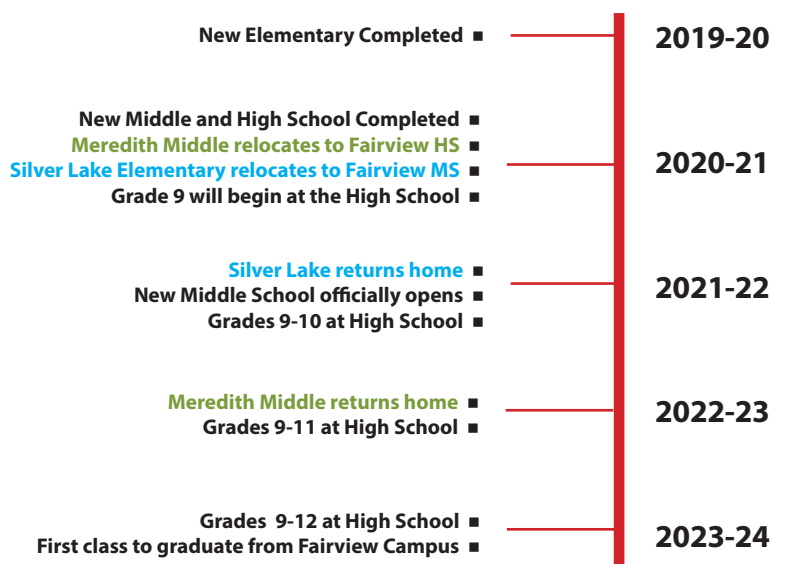 New Elementary Completed ■
2019-20
New Middle and High School Completed ■
Meredith Middle relocates to Fairview HS ■
Silver Lake Elementary relocates to Fairview MS ■
Grade 9 will begin at the High School ■
2020-21
Silver Lake returns home ■
New Middle School officially opens ■
Grades 9-10 at High School ■
2021-22
Meredith Middle returns home ■
Grades 9-11 at High School ■
2022-23
Grades 9-12 at High School ■
First class to graduate from Fairview Campus ■
2023-24